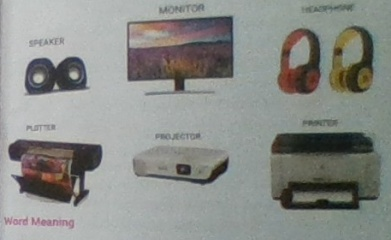 MONITOR
HEADPHONE
SPEAKER
PLOTTER
PROJECTOR
PRINTER
Word Meaning